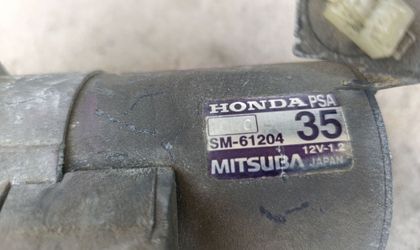 HONDA PSA
SM-61204 35
12V-1.2
MITSUBA JAPAN